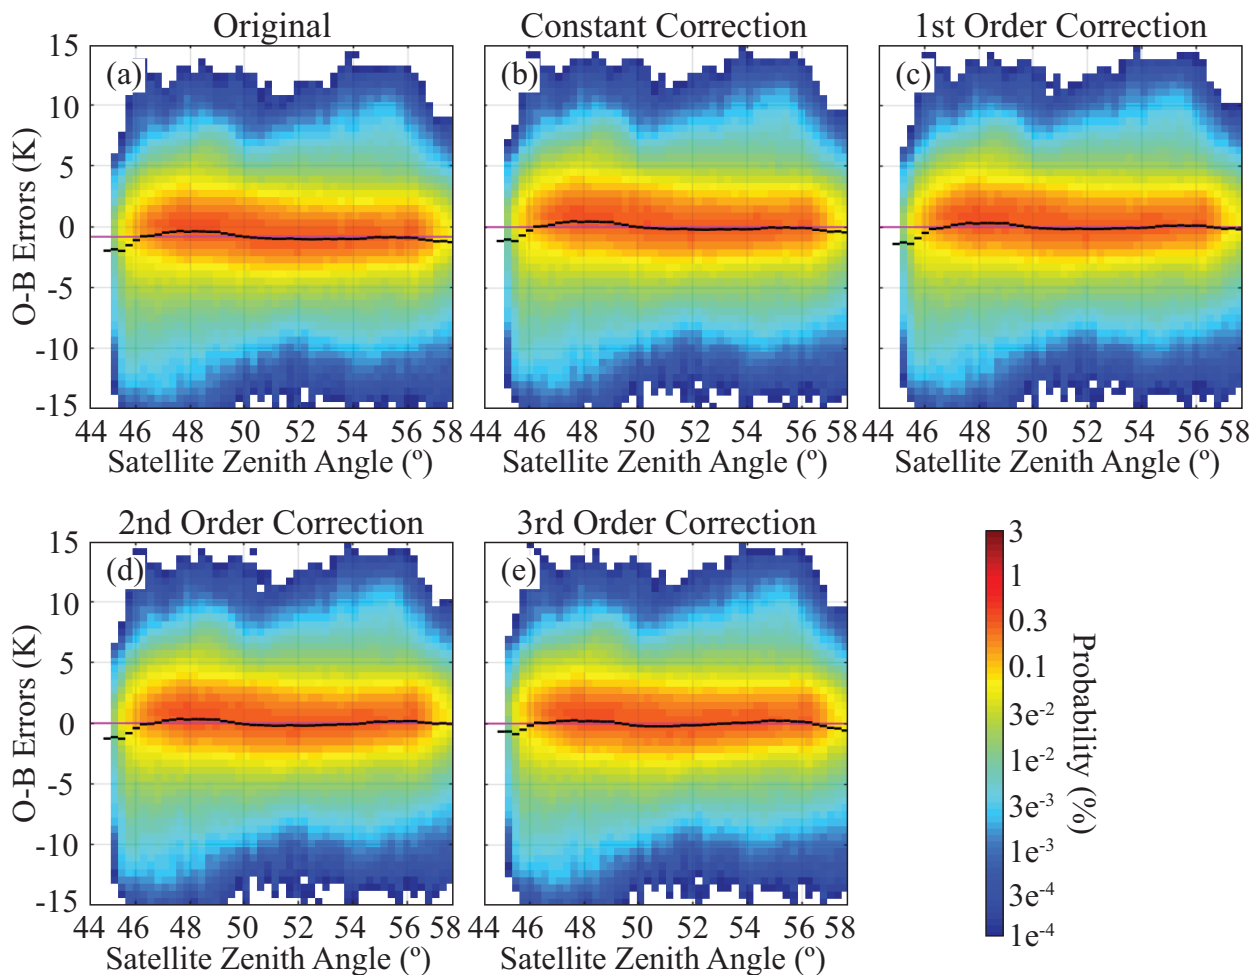 Original
Constant Correction
1st Order Correction
(a)
(b)
(c)
15
10
5
0
-5
-10
-15
O-B Errors (K)
44 46 48 50 52 54 56 58
44 46 48 50 52 54 56 58
44 46 48 50 52 54 56 58
Satellite Zenith Angle (º)
Satellite Zenith Angle (º)
Satellite Zenith Angle (º)
2nd Order Correction
3rd Order Correction
(d)
(e)
15
10
5
0
-5
-10
-15
O-B Errors (K)
44 46 48 50 52 54 56 58
44 46 48 50 52 54 56 58
Satellite Zenith Angle (º)
Satellite Zenith Angle (º)
3
1
0.3
0.1
3e⁻²
1e⁻²
3e⁻³
1e⁻³
3e⁻⁴
1e⁻⁴
Probability (%)